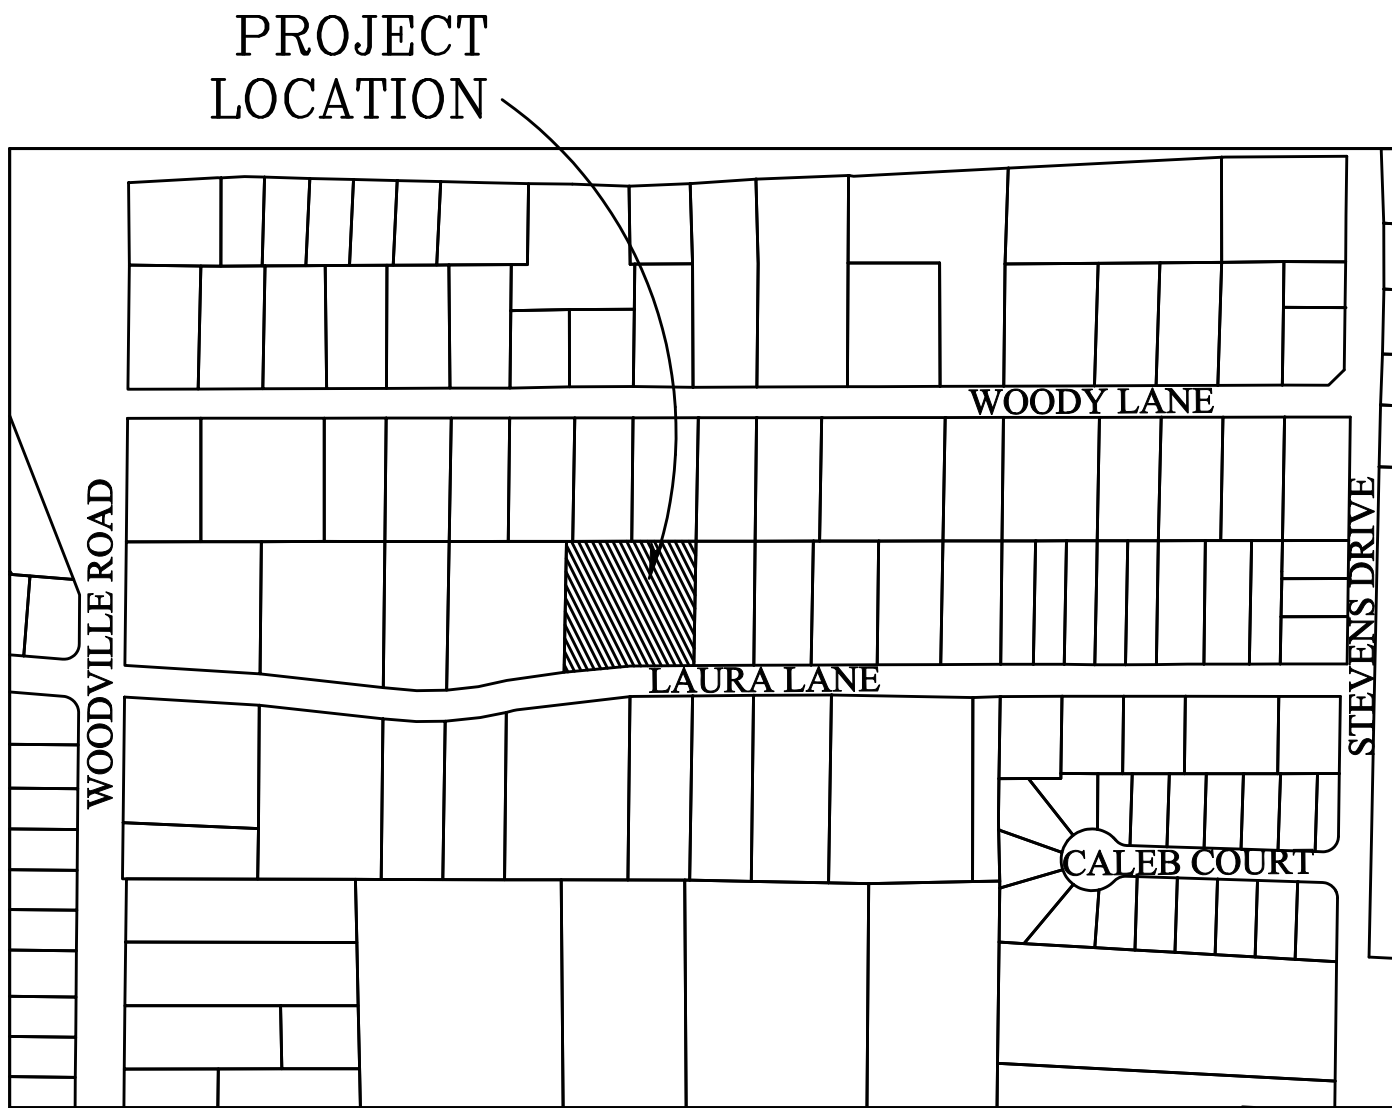 PROJECT
LOCATION
WOODY LANE
WOODVILLE ROAD
STEVENS DRIVE
LAURA LANE
CALEB COURT